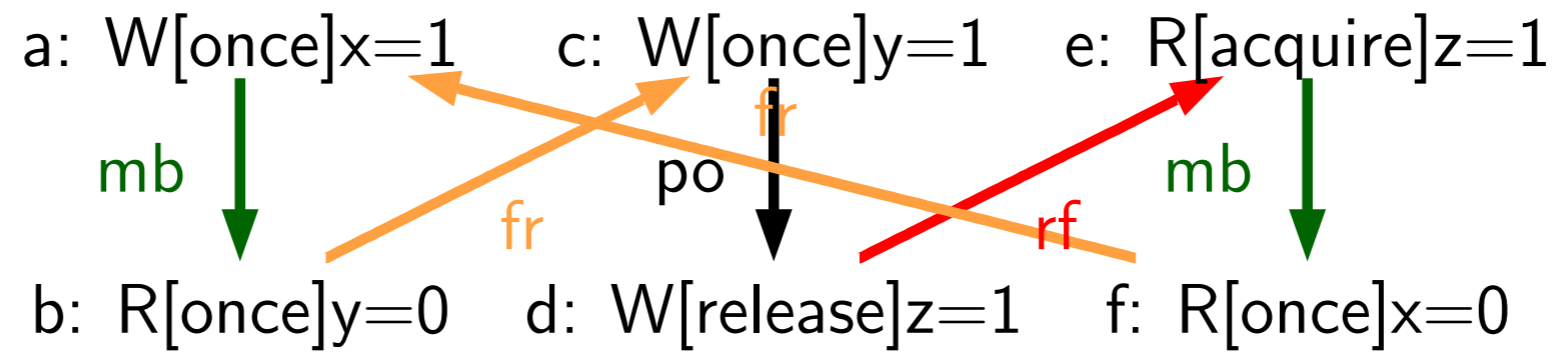 a: W[once]x=1 c: W[once]y=1 e: R[acquire]z=1
fr
mb po mb
fr rf
b: R[once]y=0 d: W[release]z=1 f: R[once]x=0